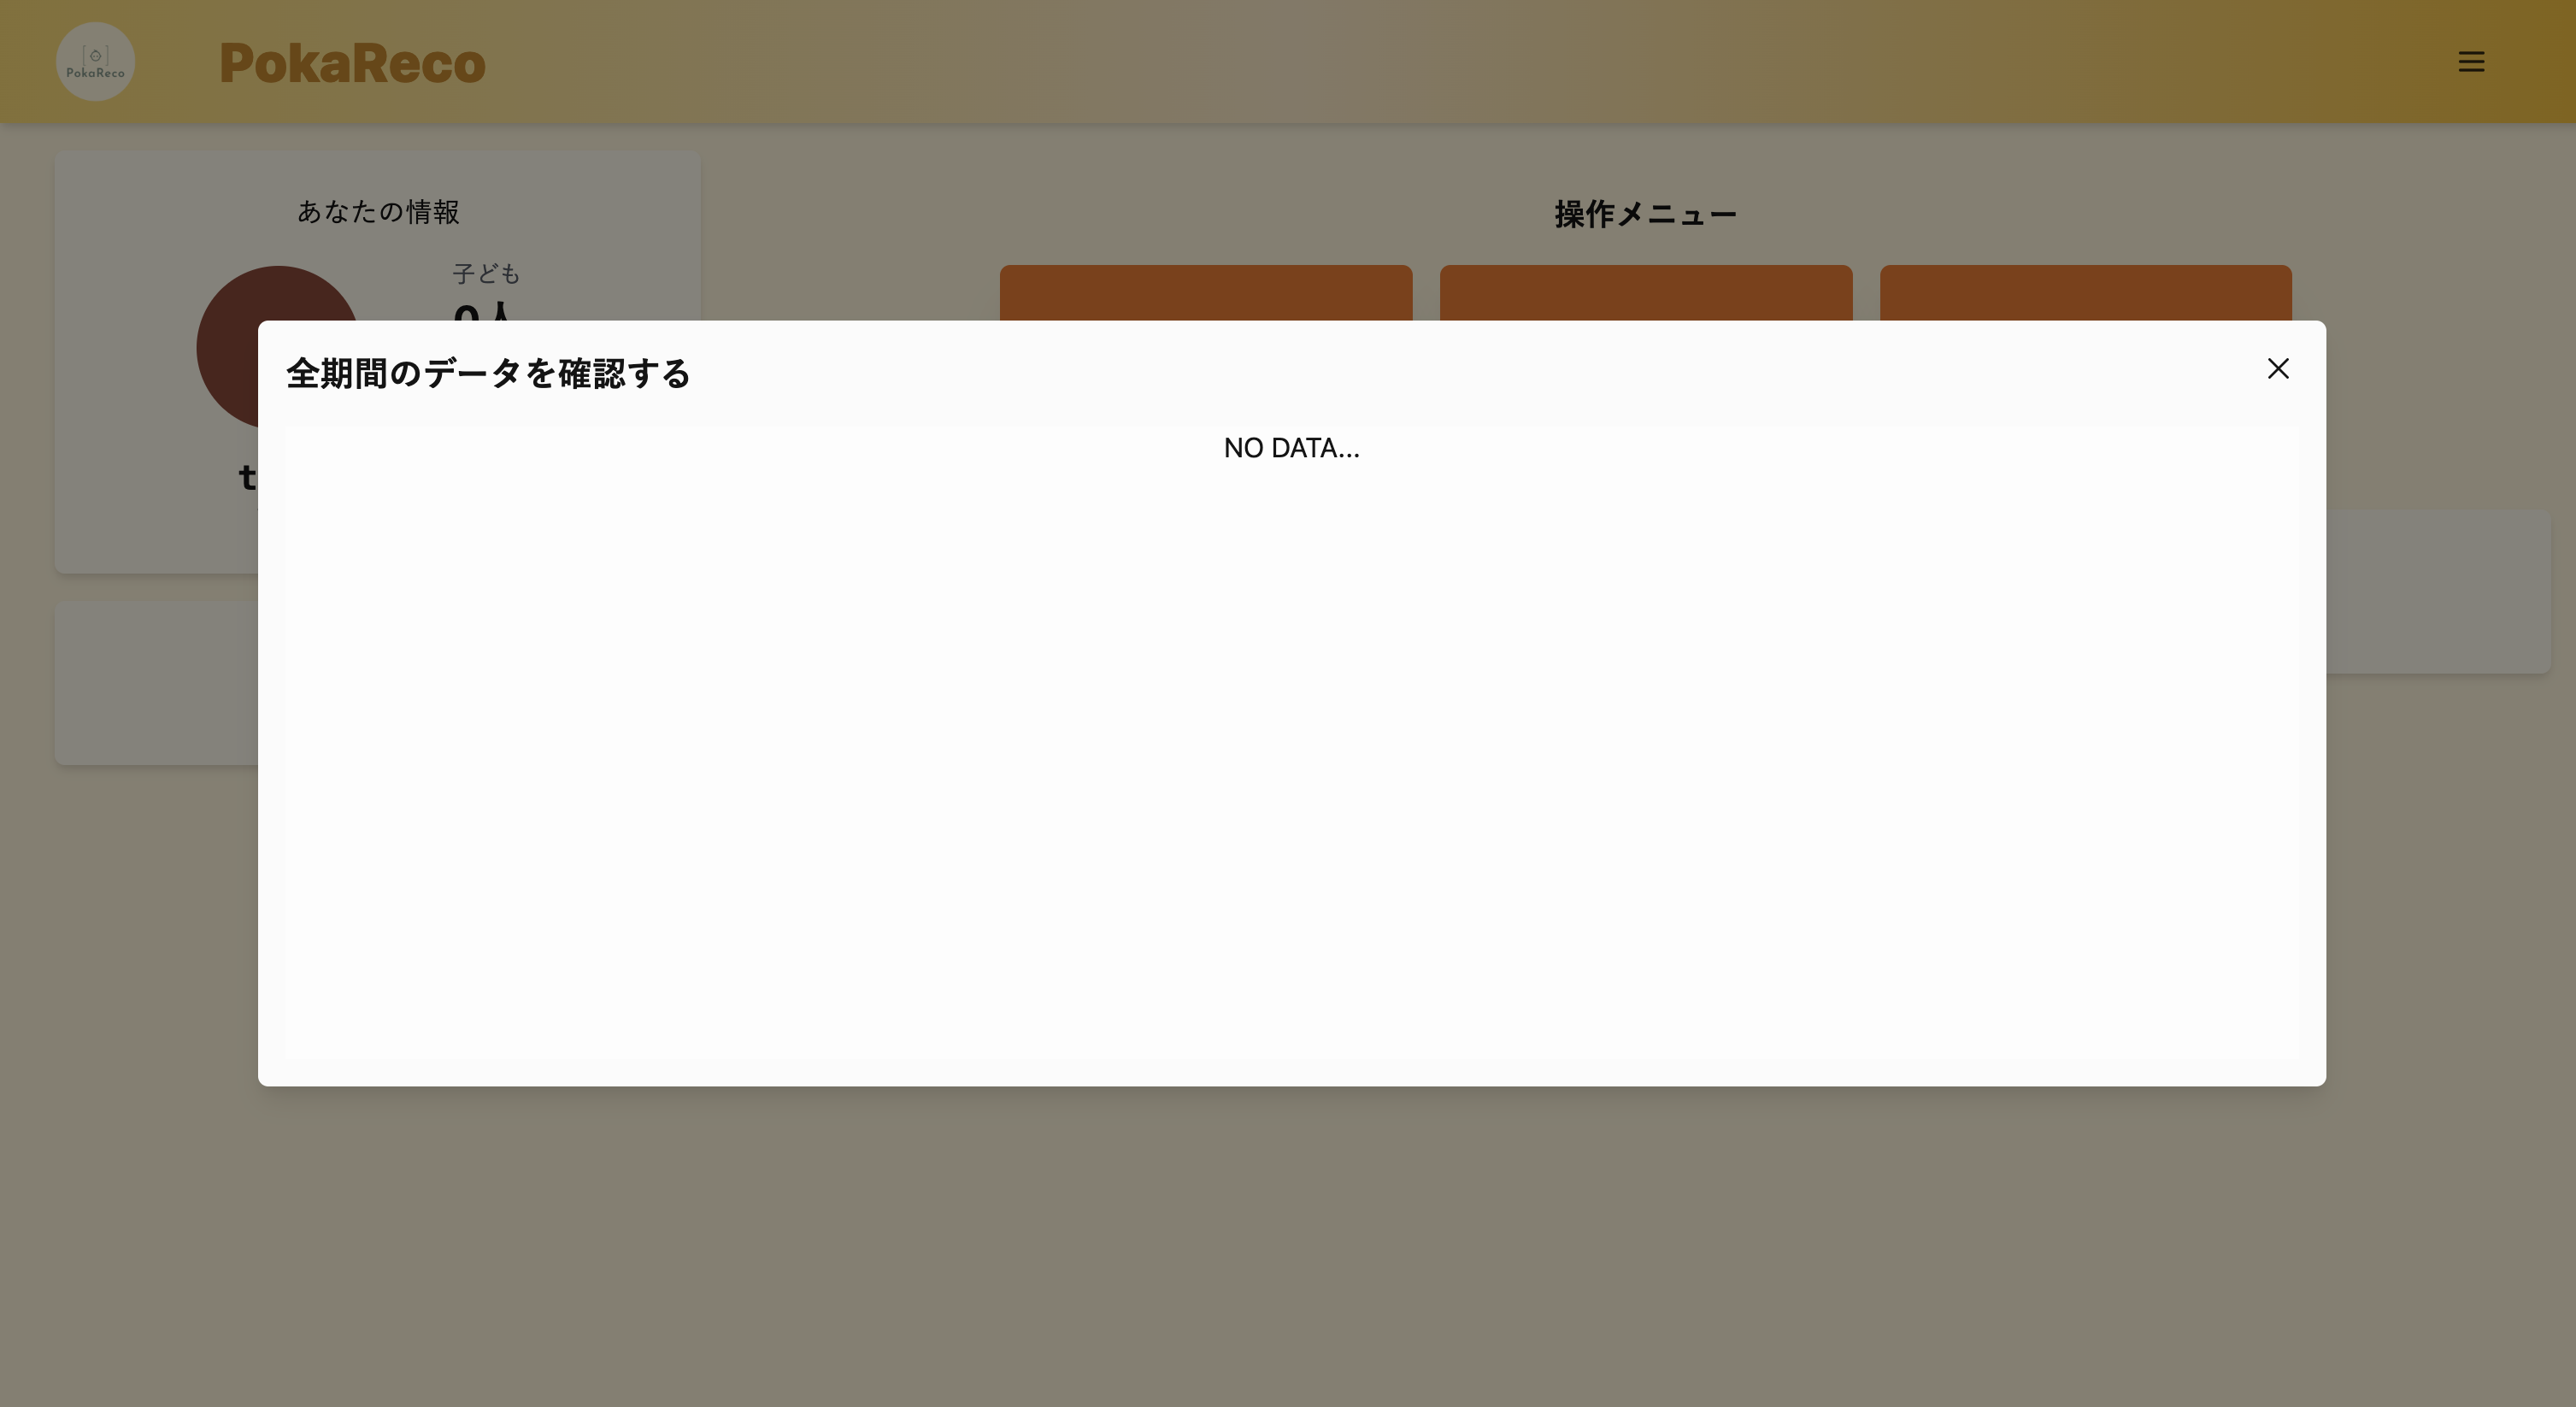 PokaReco
PokaReco
あなたの情報
操作メニュー
子ども
0人
全期間のデータを確認する
t
NO DATA...